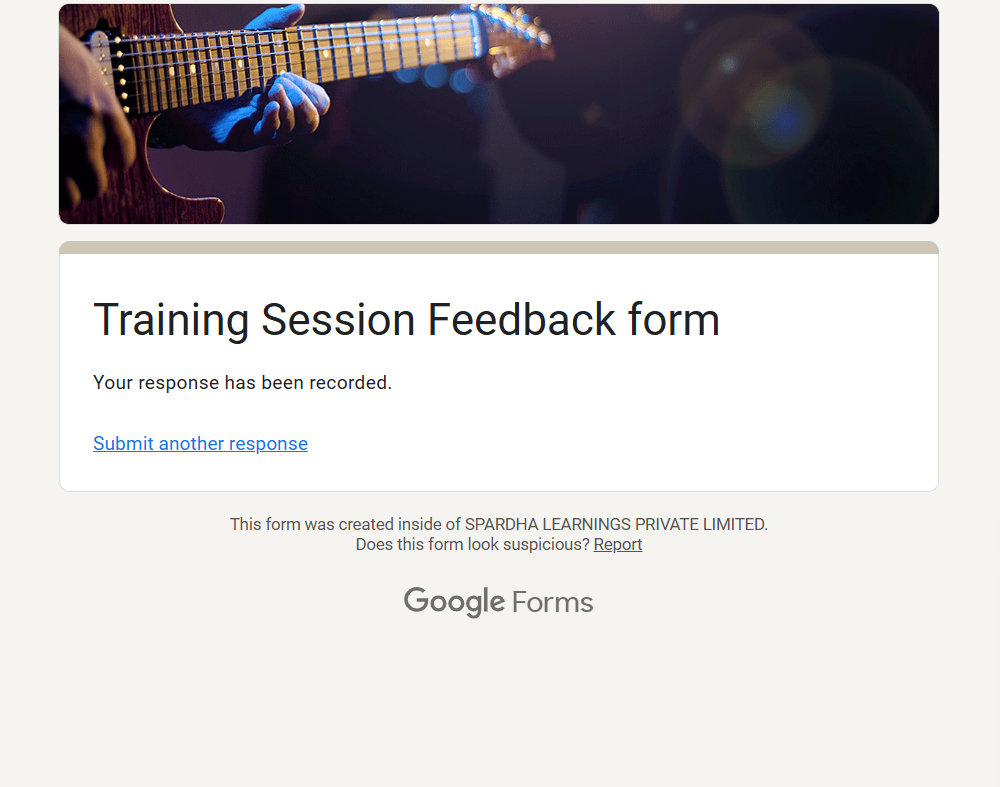 Training Session Feedback form
Your response has been recorded.
Submit another response
This form was created inside of SPARDHA LEARNINGS PRIVATE LIMITED.
Does this form look suspicious? Report
Google Forms